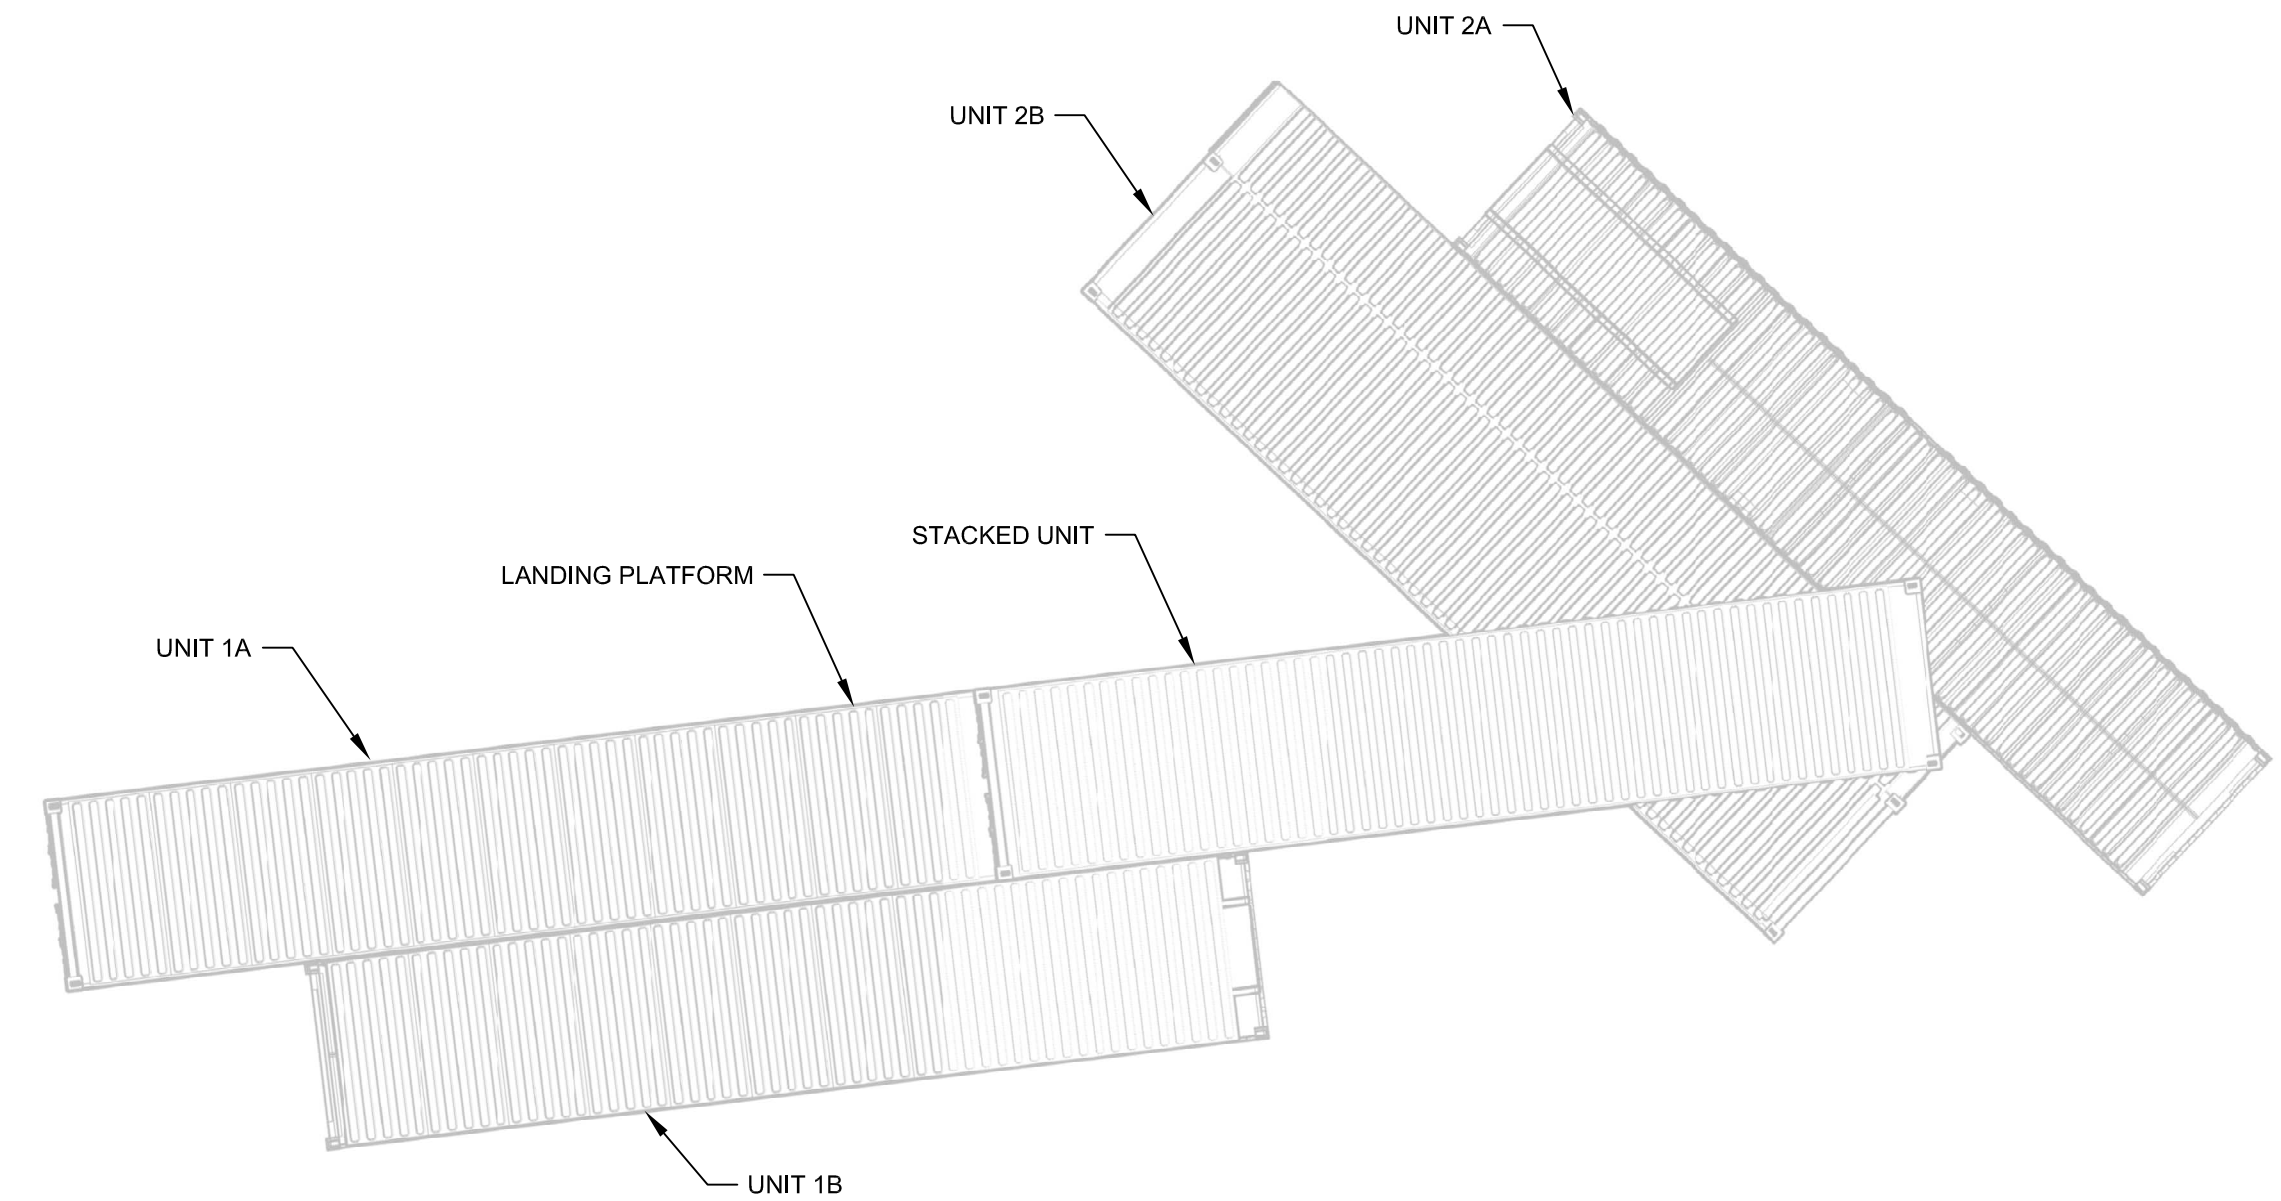 UNIT 2A
UNIT 2B
STACKED UNIT
LANDING PLATFORM
UNIT 1A
UNIT 1B